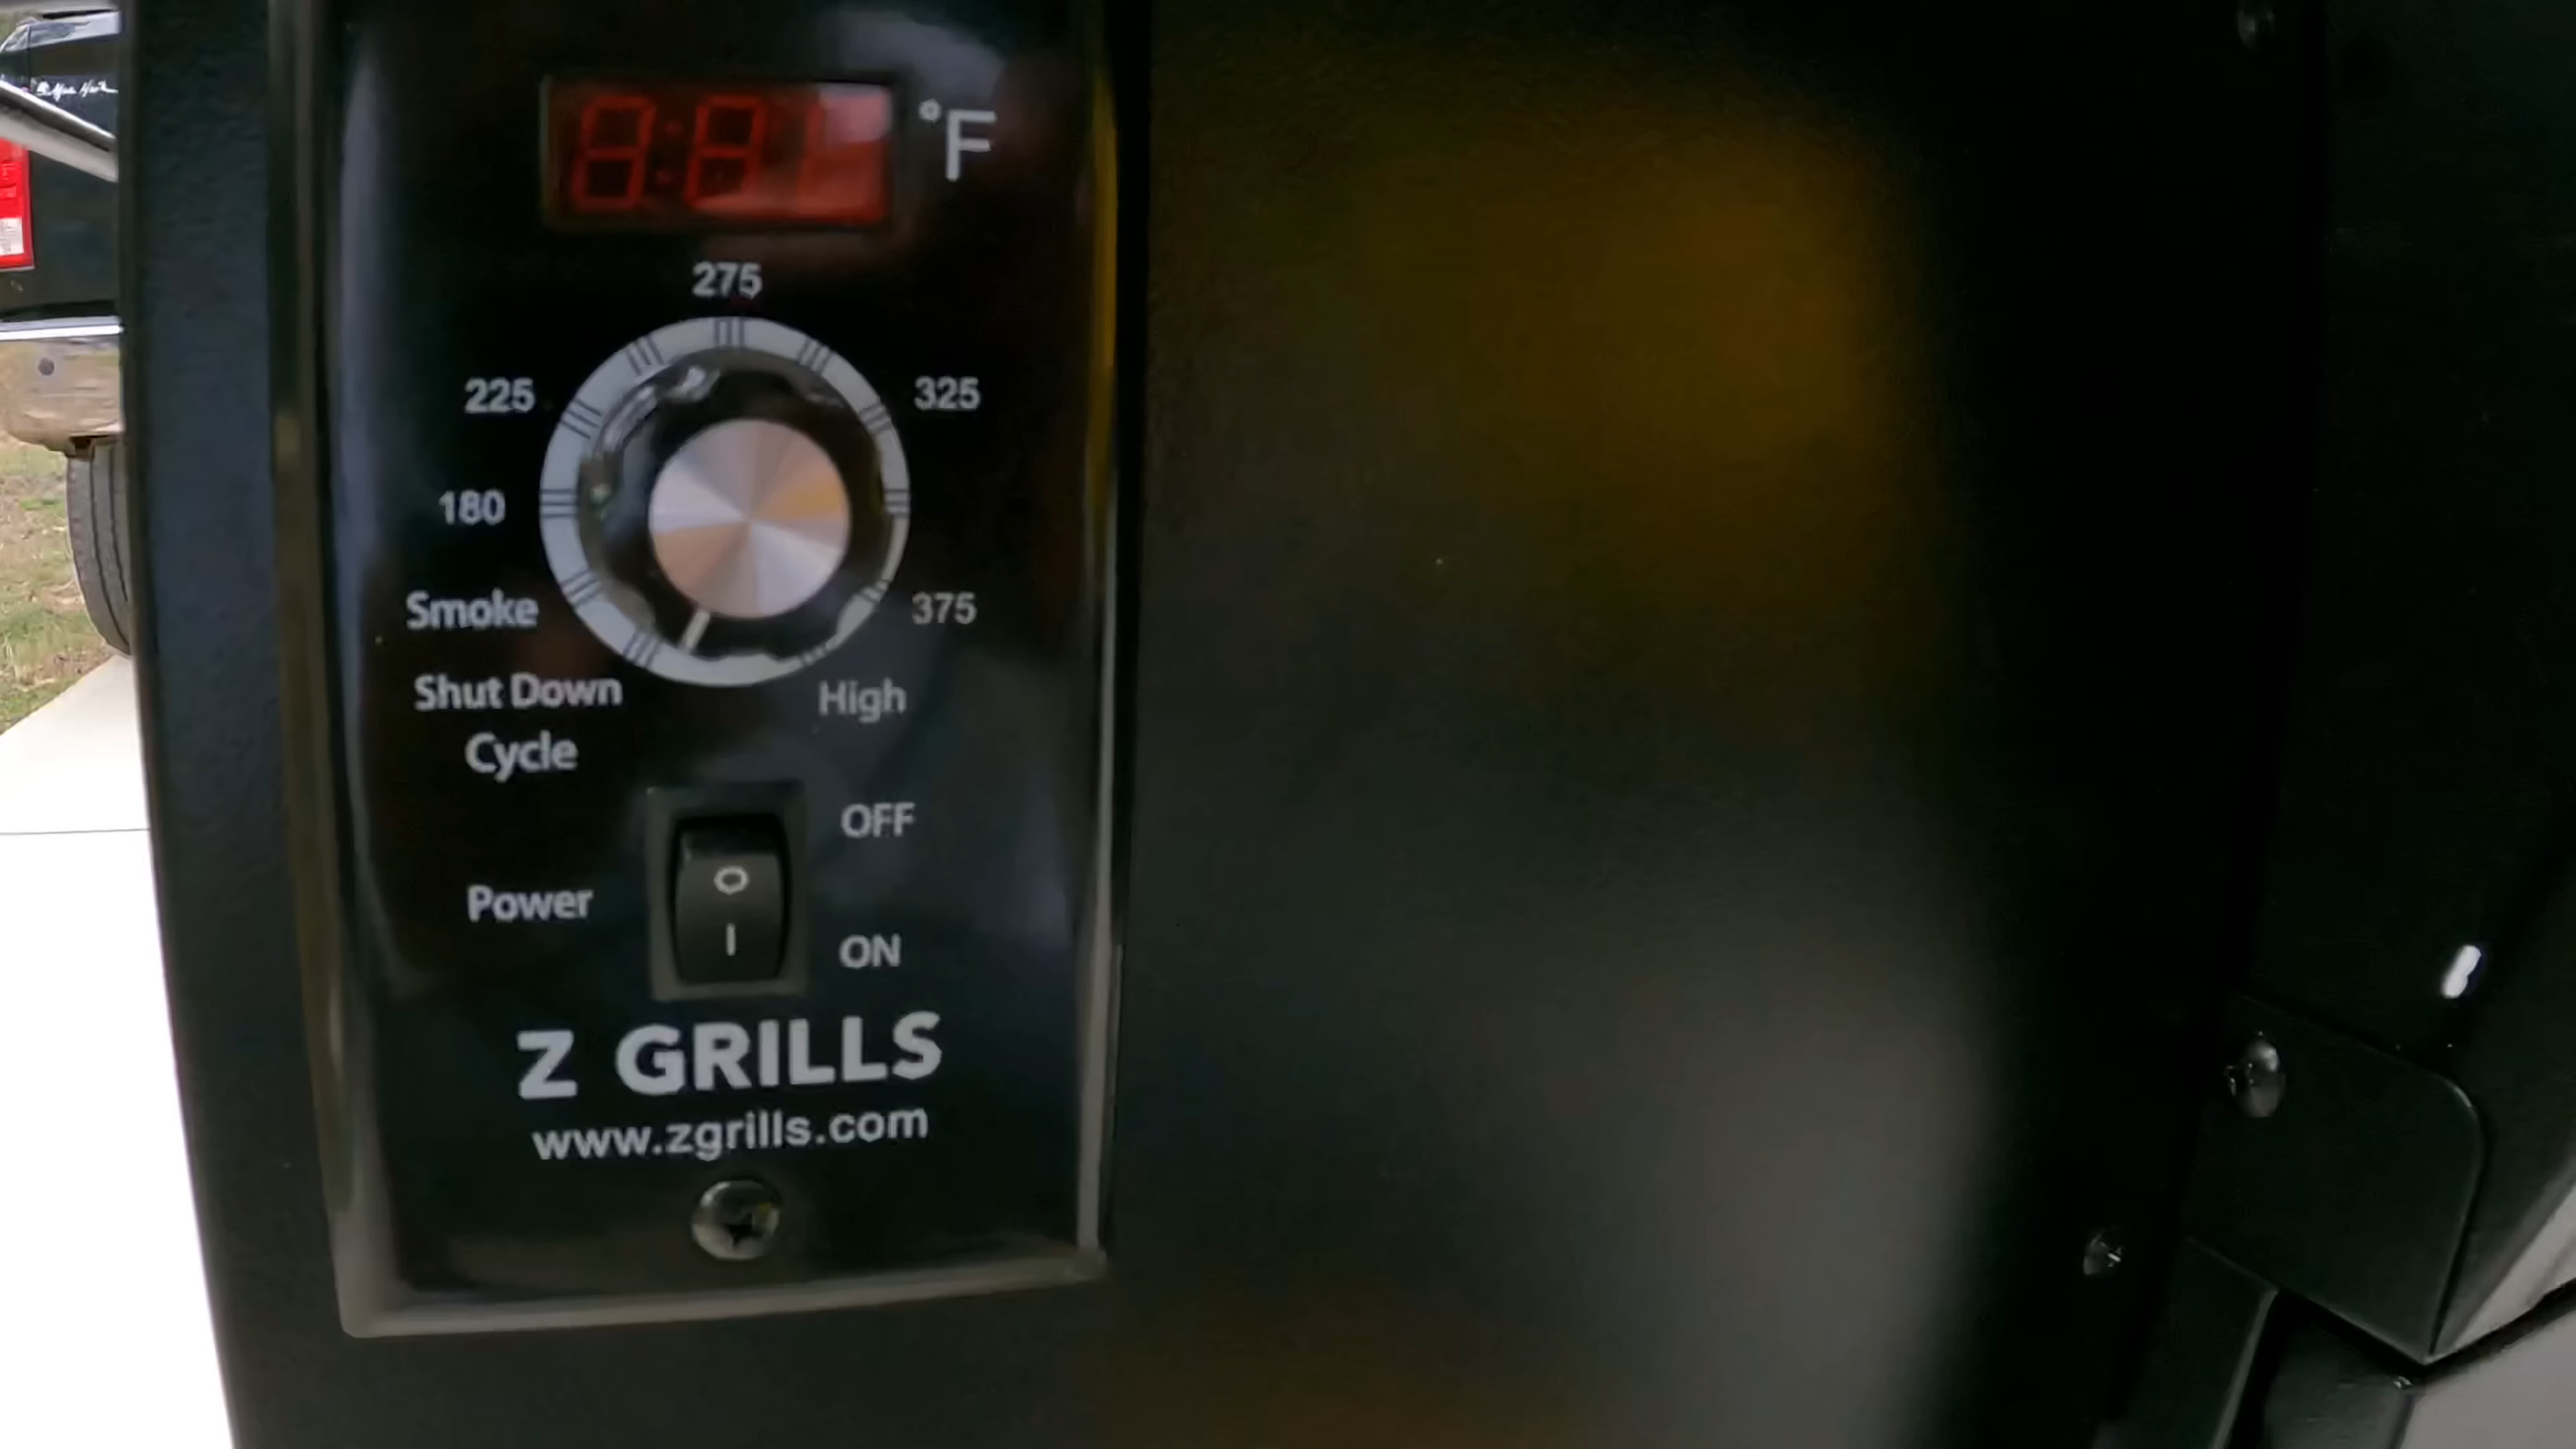 °F
275
225
325
180
Smoke
375
Shut Down
Cycle
High
OFF
Power
O
I
ON
Z GRILLS
www.zgrills.com